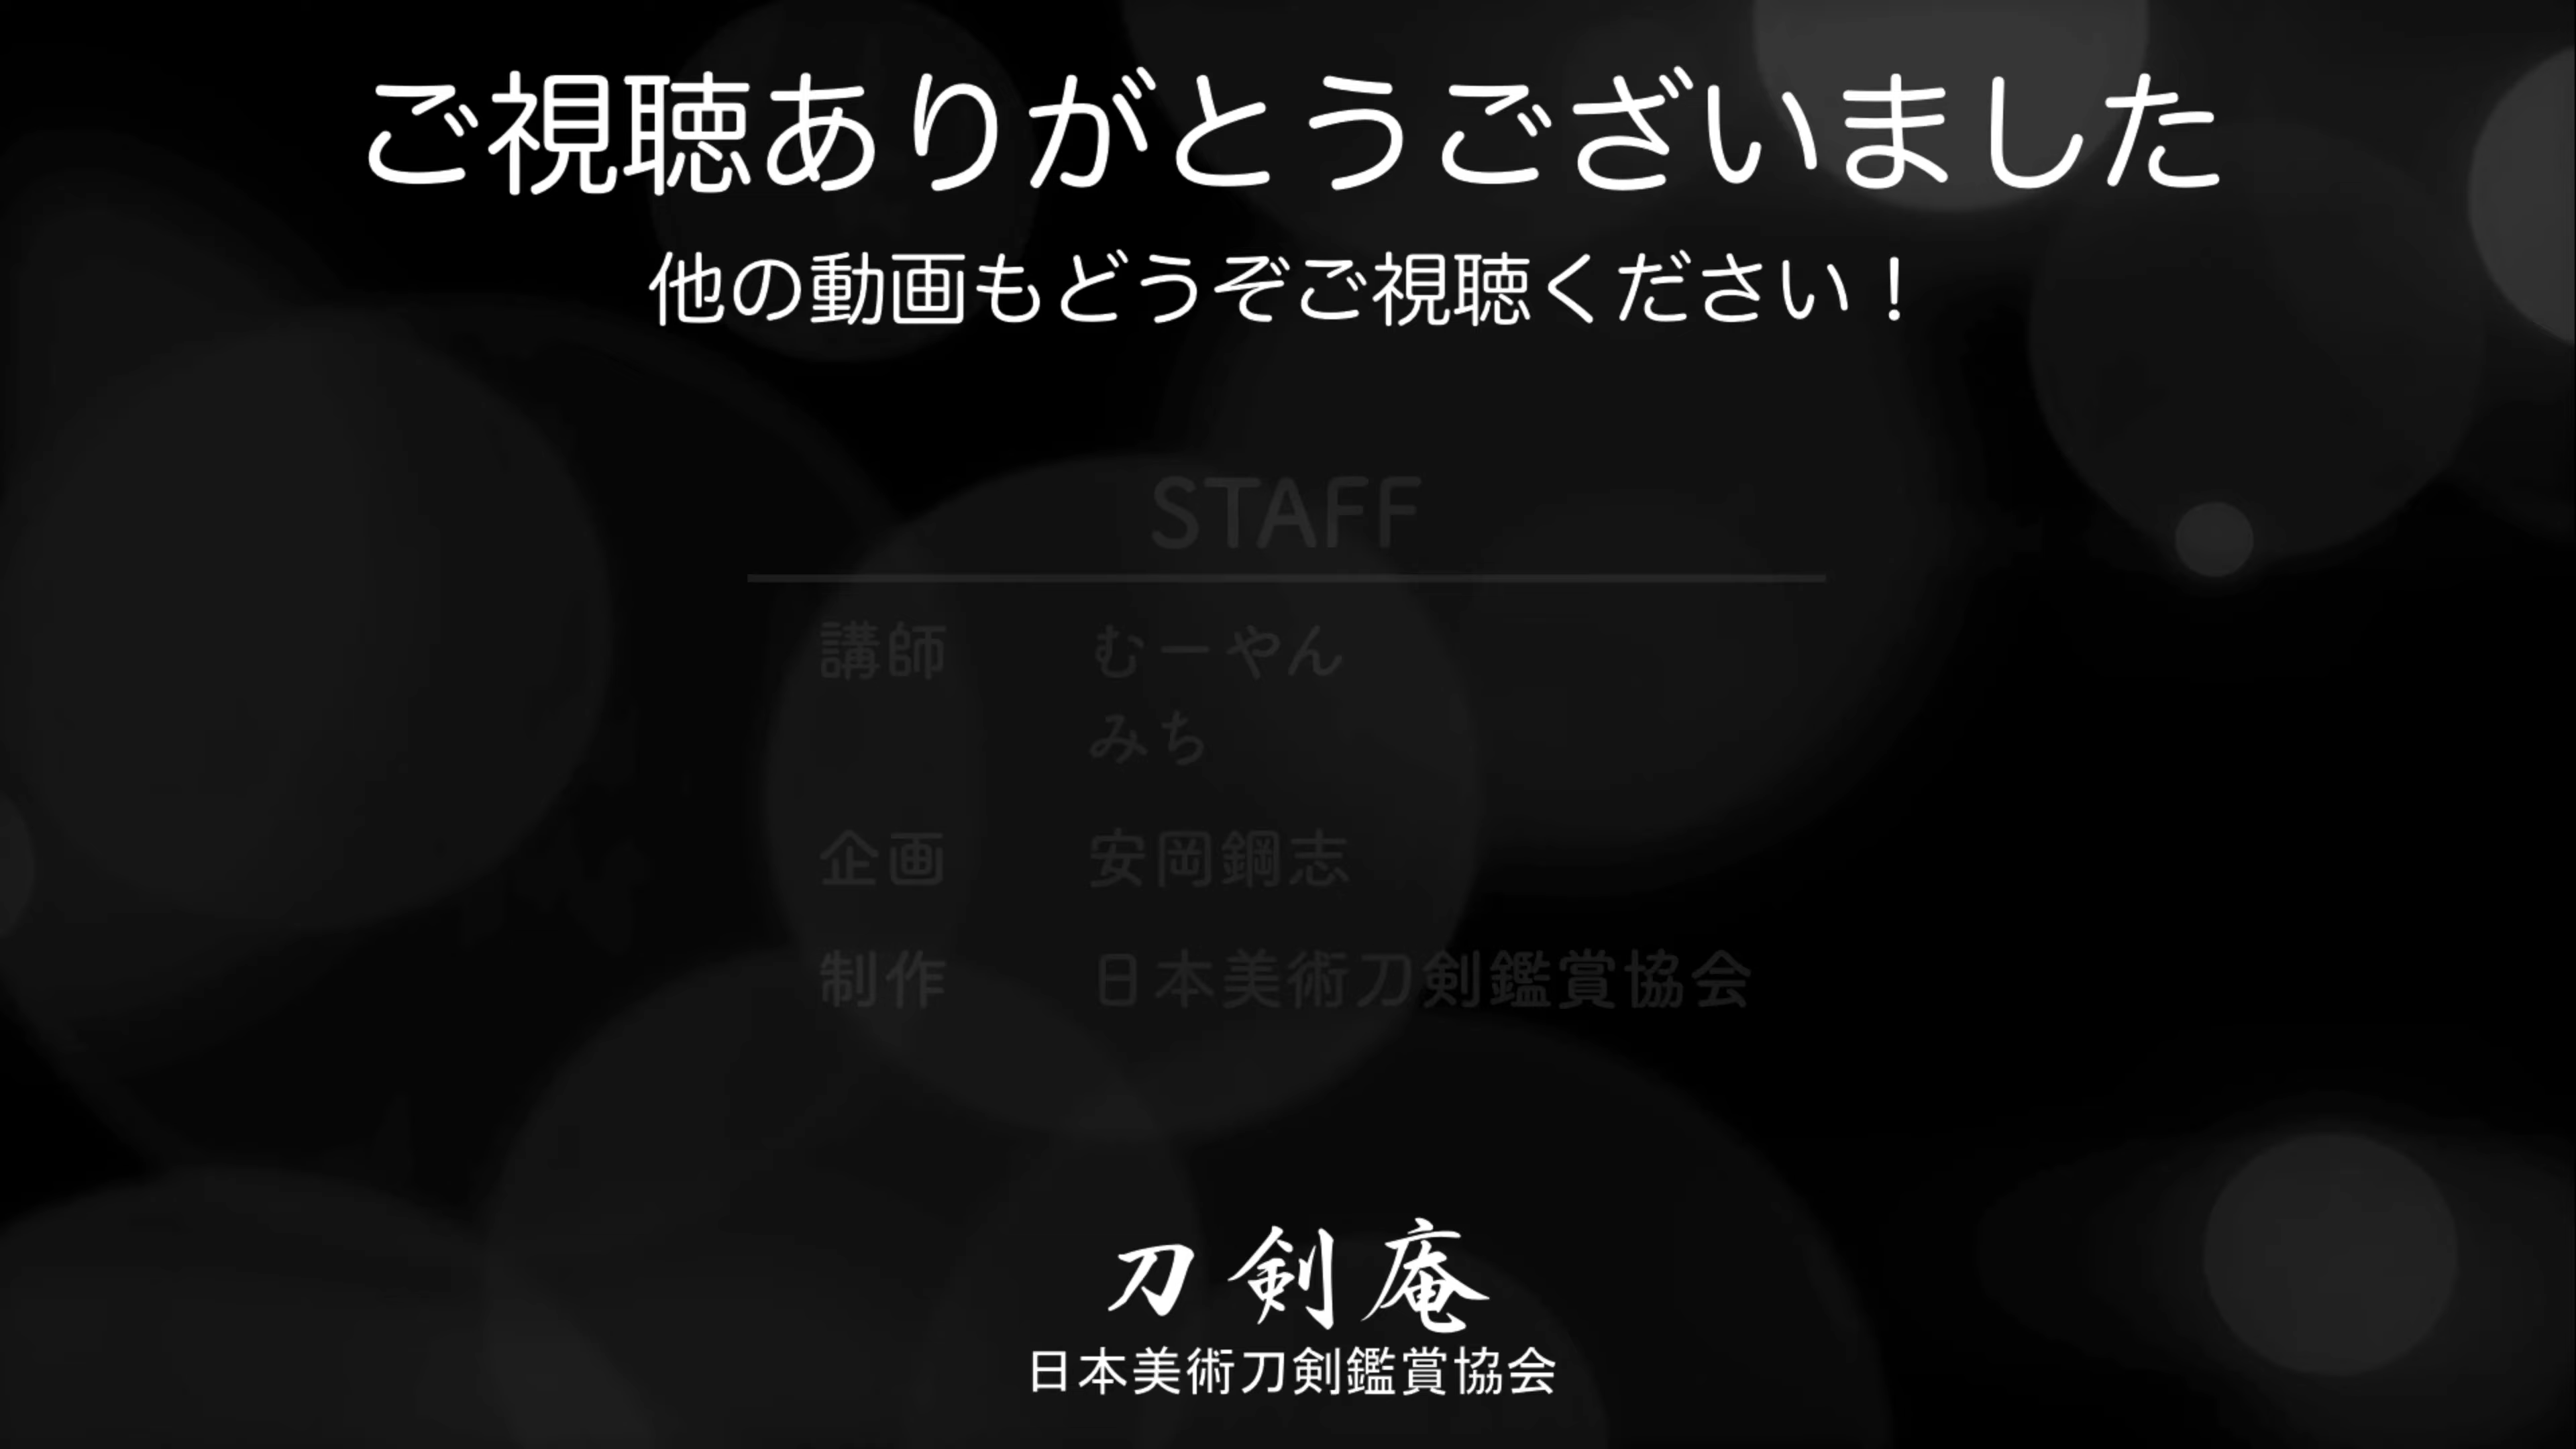 ご視聴ありがとうございました
他の動画もどうぞご視聴ください！
STAFF
講師 むーやん
みち
企画 安岡鋼志
制作 日本美術刀剣鑑賞協会
刀剣庵
日本美術刀剣鑑賞協会